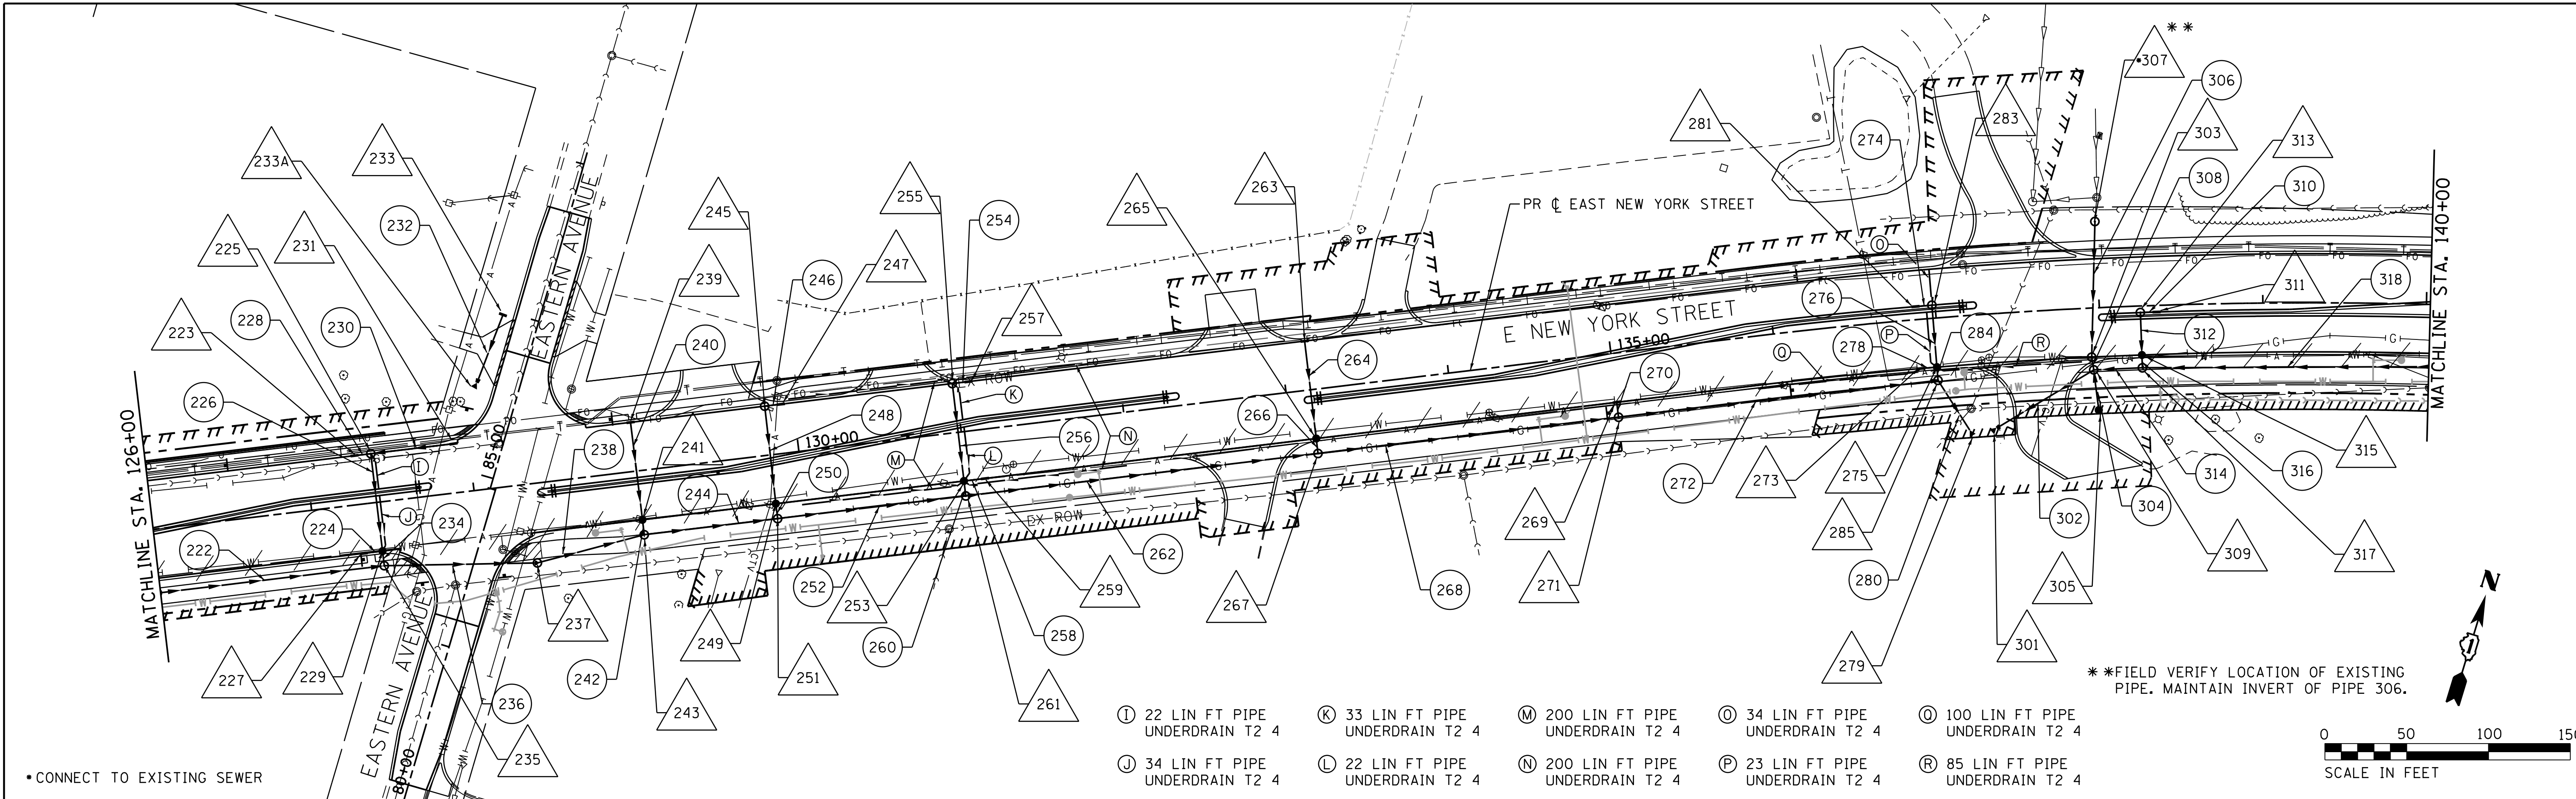 **
•307
306
281
274
283
303
313
308
310
233A
233
232
225
231
245
255
254
265
263
PR ℄ EAST NEW YORK STREET
239
246
247
257
223
228
230
240
276
311
318
E NEW YORK STREET
EASTERN AVENUE
MATCHLINE STA. 140+00
MATCHLINE STA. 126+00
226
264
135+00
278
284
312
248
266
270
EX ROW
I
J
K
L
M
N
O
P
Q
R
85+00
130+00
256
238
241
250
244
224
234
222
272
273
275
269
302
304
314
316
315
EX ROW
CTV
252
253
262
259
268
271
285
309
317
280
305
267
279
301
227
229
237
249
260
258
242
251
243
261
236
235
EASTERN AVENUE
80+00
N
**FIELD VERIFY LOCATION OF EXISTING
PIPE. MAINTAIN INVERT OF PIPE 306.
I 22 LIN FT PIPE
UNDERDRAIN T2 4
K 33 LIN FT PIPE
UNDERDRAIN T2 4
M 200 LIN FT PIPE
UNDERDRAIN T2 4
O 34 LIN FT PIPE
UNDERDRAIN T2 4
Q 100 LIN FT PIPE
UNDERDRAIN T2 4
J 34 LIN FT PIPE
UNDERDRAIN T2 4
L 22 LIN FT PIPE
UNDERDRAIN T2 4
N 200 LIN FT PIPE
UNDERDRAIN T2 4
P 23 LIN FT PIPE
UNDERDRAIN T2 4
R 85 LIN FT PIPE
UNDERDRAIN T2 4
•CONNECT TO EXISTING SEWER
0 50 100 150
SCALE IN FEET